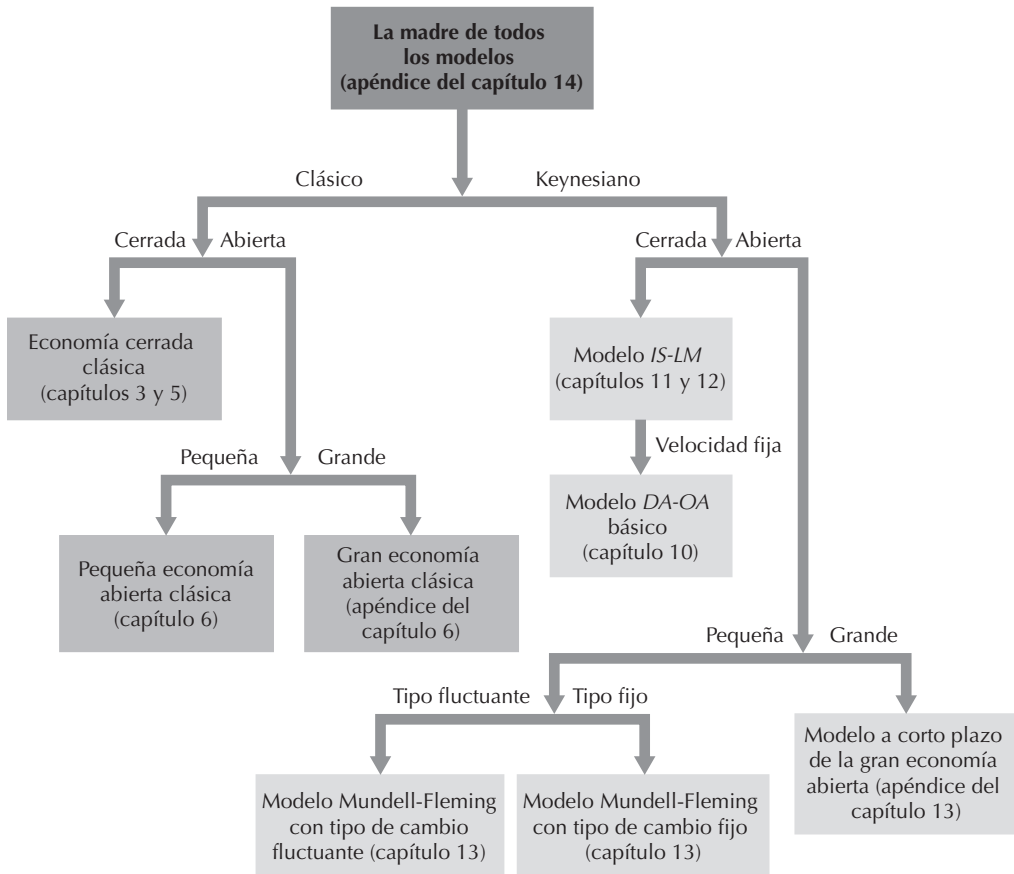 La madre de todos
los modelos
(apéndice del capítulo 14)
Clásico
Keynesiano
Cerrada
Abierta
Cerrada
Abierta
Economía cerrada
clásica
(capítulos 3 y 5)
Modelo IS-LM
(capítulos 11 y 12)
Velocidad fija
Pequeña
Grande
Modelo DA-OA
básico
(capítulo 10)
Pequeña economía
abierta clásica
(capítulo 6)
Gran economía
abierta clásica
(apéndice del
capítulo 6)
Pequeña
Grande
Tipo fluctuante
Tipo fijo
Modelo a corto plazo
de la gran economía
abierta (apéndice del
capítulo 13)
Modelo Mundell-Fleming
con tipo de cambio
fluctuante (capítulo 13)
Modelo Mundell-Fleming
con tipo de cambio fijo
(capítulo 13)